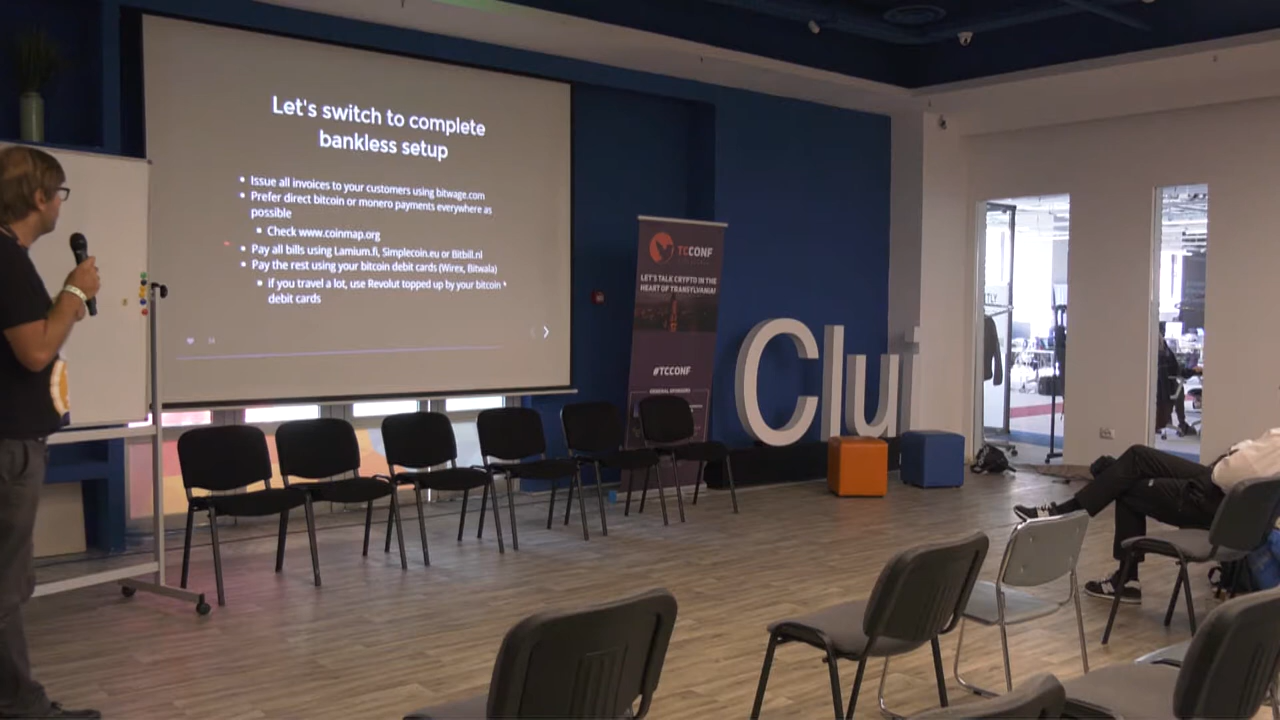 Let's switch to complete
bankless setup
Issue all invoices to your customers using bitwage.com
Prefer direct bitcoin or monero payments everywhere as
possible
Check www.coinmap.org
Pay all bills using Lamium.fi, Simplecoin.eu or Bitbill.nl
Pay the rest using your bitcoin debit cards (Wirex, Bitwala)
if you travel a lot, use Revolut topped up by your bitcoin
debit cards
TCCONF
LET'S TALK CRYPTO IN THE
HEART OF TRANSYLVANIA!
#TCCONF
GENERAL SPONSORS
Cluj